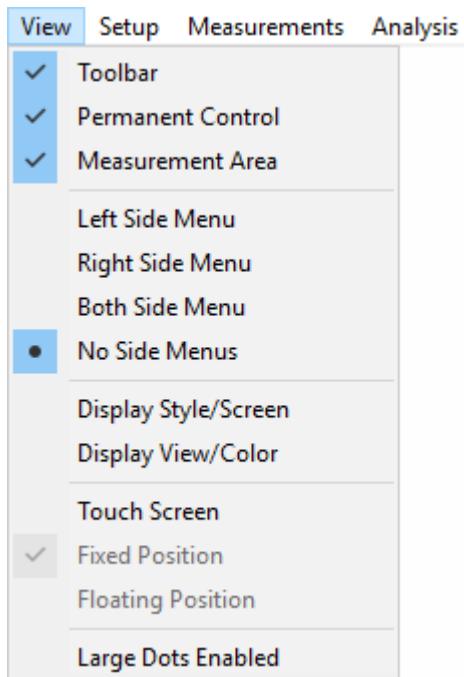 View Setup Measurements Analysis
Toolbar
Permanent Control
Measurement Area
Left Side Menu
Right Side Menu
Both Side Menu
No Side Menus
Display Style/Screen
Display View/Color
Touch Screen
Fixed Position
Floating Position
Large Dots Enabled